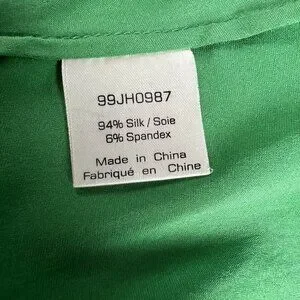 99JH0987
94% Silk / Soie
6% Spandex
Made in China
Fabriqué en Chine